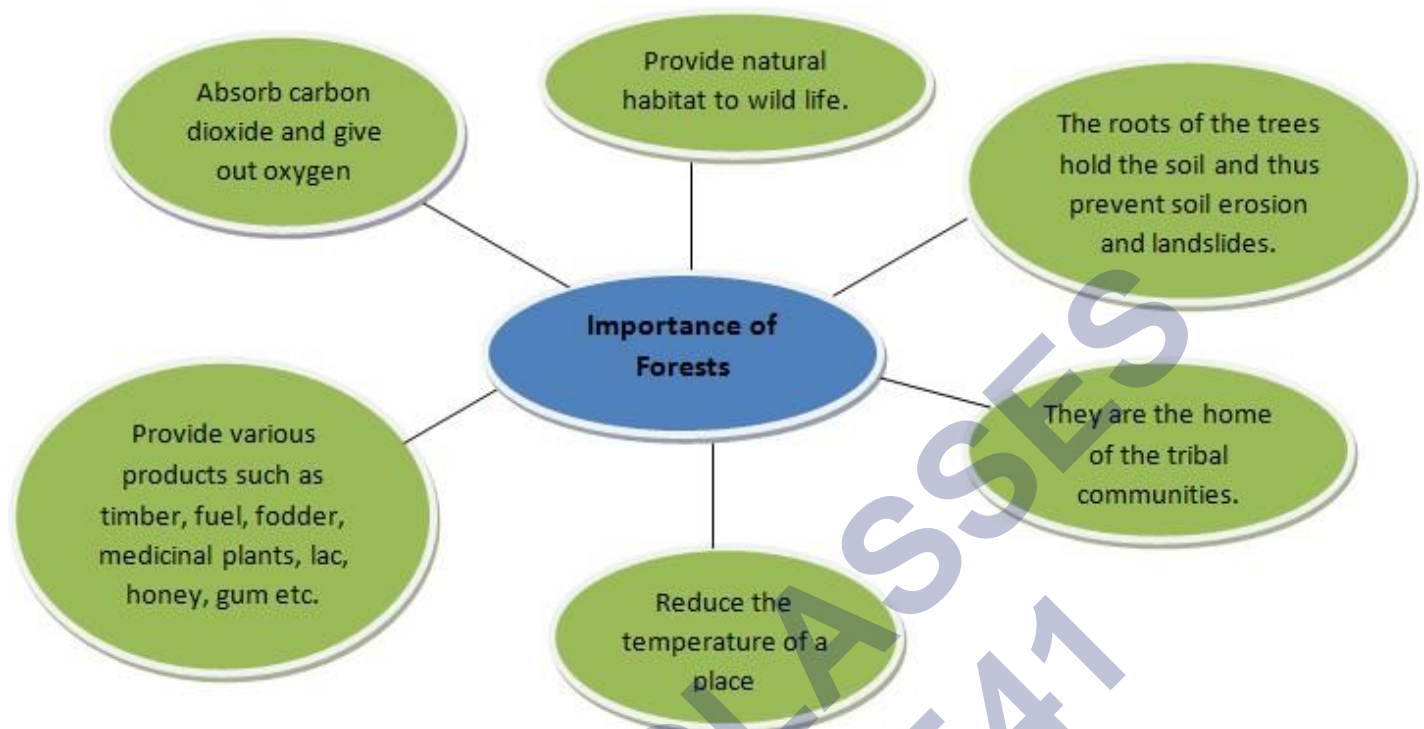 Provide natural
habitat to wild life.
Absorb carbon
dioxide and give
out oxygen
The roots of the trees
hold the soil and thus
prevent soil erosion
and landslides.
Importance of
Forests
They are the home
of the tribal
communities.
Provide various
products such as
timber, fuel, fodder,
medicinal plants, lac,
honey, gum etc.
Reduce the
temperature of a
place